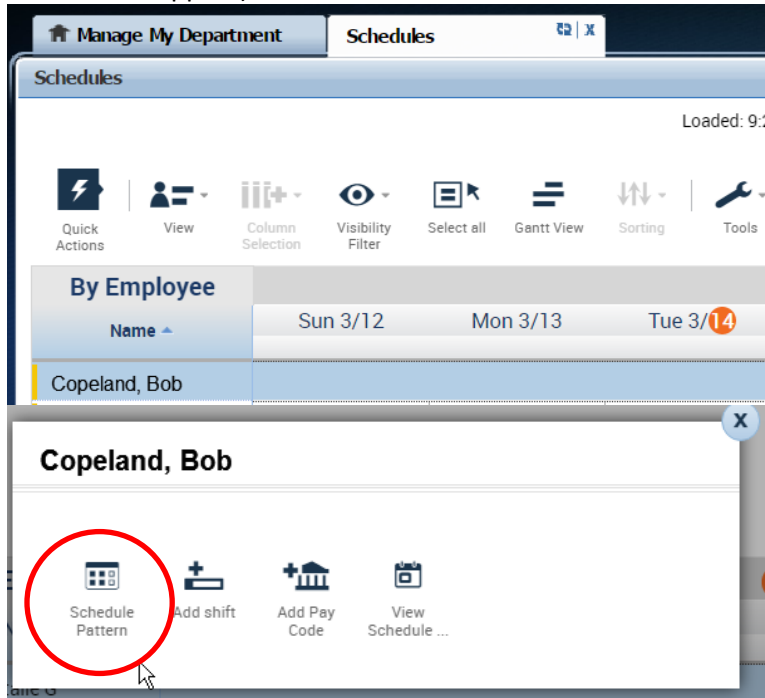 Manage My Department Schedules X
Schedules
Loaded: 9:
Quick Actions View Column Selection Visibility Filter Select all Gantt View Sorting Tools
By Employee
Name Sun 3/12 Mon 3/13 Tue 3/14
Copeland, Bob
X
Copeland, Bob
Schedule Pattern Add shift Add Pay Code View Schedule ...